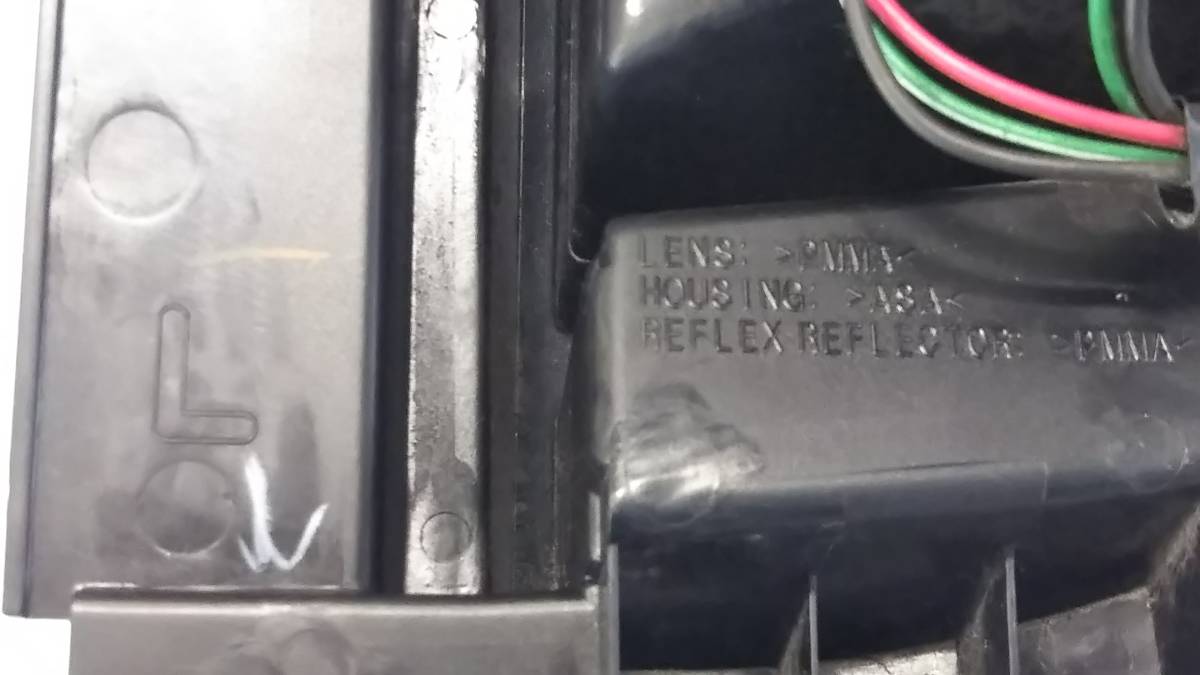 L
LENS: >PMMA<
HOUSING: >ASA<
REFLEX REFLECTOR: >PMMA<